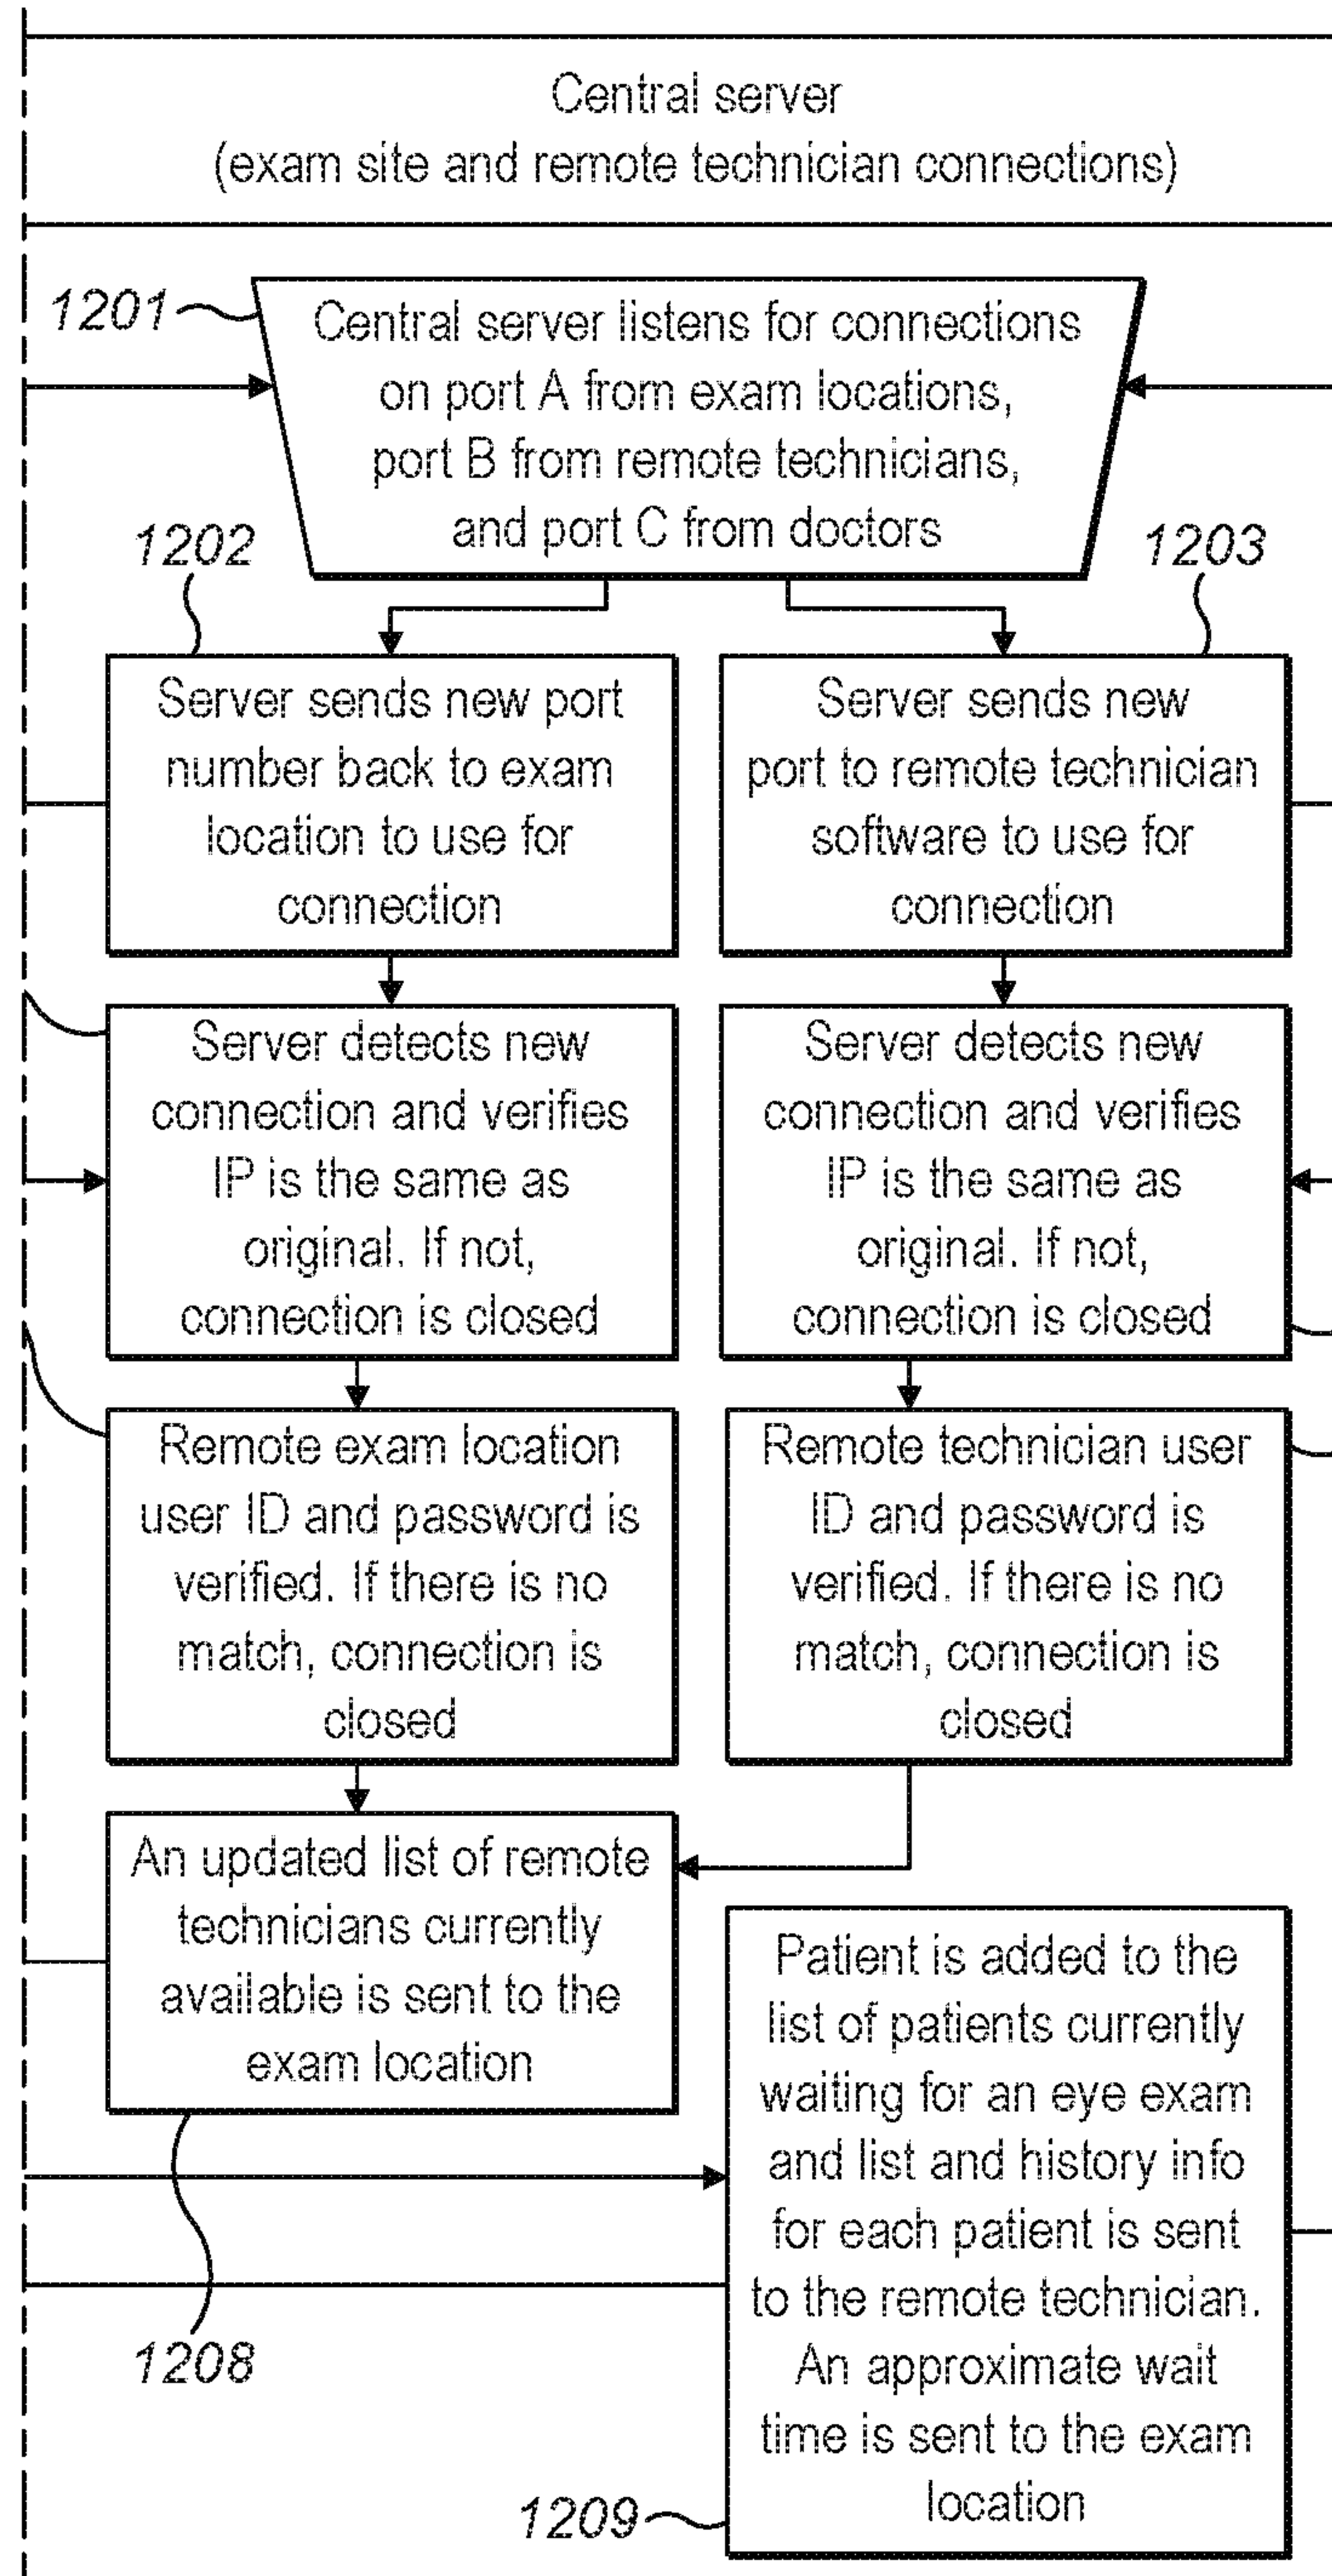 Central server
(exam site and remote technician connections)
1201
Central server listens for connections
on port A from exam locations,
port B from remote technicians,
and port C from doctors
1202
1203
Server sends new port
number back to exam
location to use for
connection
Server sends new
port to remote technician
software to use for
connection
Server detects new
connection and verifies
IP is the same as
original. If not,
connection is closed
Server detects new
connection and verifies
IP is the same as
original. If not,
connection is closed
Remote exam location
user ID and password is
verified. If there is no
match, connection is
closed
Remote technician user
ID and password is
verified. If there is no
match, connection is
closed
An updated list of remote
technicians currently
available is sent to the
exam location
1208
Patient is added to the
list of patients currently
waiting for an eye exam
and list and history info
for each patient is sent
to the remote technician.
An approximate wait
time is sent to the exam
location
1209